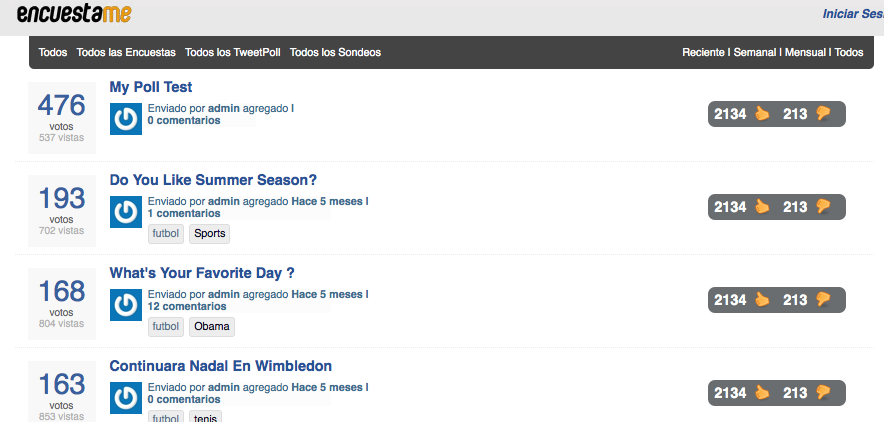 encuestame
Iniciar Ses
Todos Todos las Encuestas Todos los TweetPoll Todos los Sondeos Reciente | Semanal | Mensual | Todos
476
votos
537 vistas
My Poll Test
Enviado por admin agregado |
0 comentarios
2134 213
193
votos
702 vistas
Do You Like Summer Season?
Enviado por admin agregado Hace 5 meses |
1 comentarios
futbol Sports
2134 213
168
votos
804 vistas
What's Your Favorite Day ?
Enviado por admin agregado Hace 5 meses |
12 comentarios
futbol Obama
2134 213
163
votos
853 vistas
Continuara Nadal En Wimbledon
Enviado por admin agregado Hace 5 meses |
0 comentarios
futbol tenis
2134 213